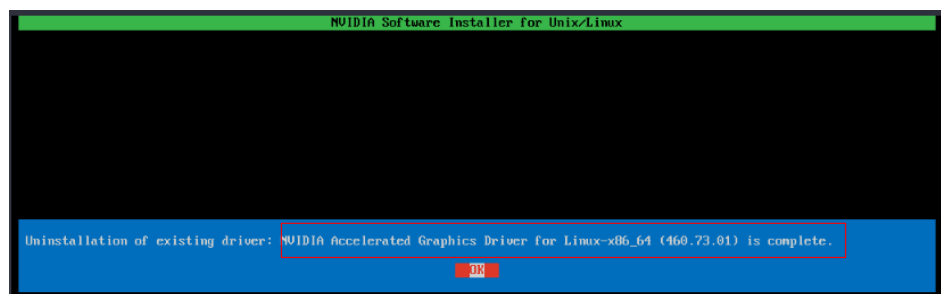 NVIDIA Software Installer for Unix/Linux
Uninstallation of existing driver: NVIDIA Accelerated Graphics Driver for Linux-x86_64 (460.73.01) is complete.
OK